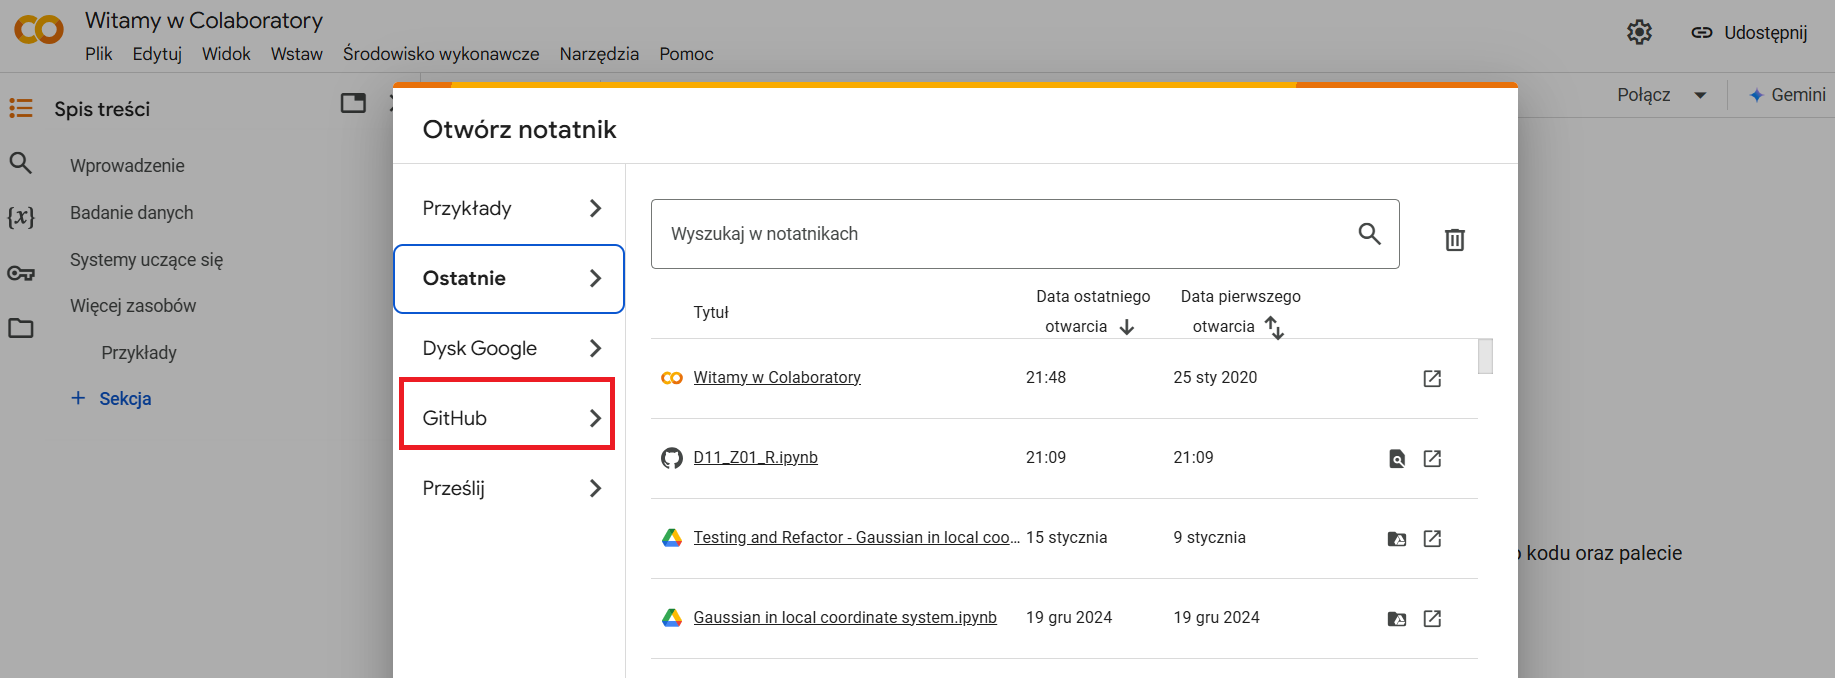 Witamy w Colaboratory
Plik Edytuj Widok Wstaw Środowisko wykonawcze Narzędzia Pomoc
Udostępnij
Spis treści
Połącz
Gemini
Wprowadzenie
Badanie danych
Systemy uczące się
Więcej zasobów
Przykłady
+ Sekcja
Otwórz notatnik
Przykłady
Ostatnie
Dysk Google
GitHub
Prześlij
Wyszukaj w notatnikach
Tytuł
Data ostatniego
otwarcia
Data pierwszego
otwarcia
Witamy w Colaboratory 21:48 25 sty 2020
D11_Z01_R.ipynb 21:09 21:09
Testing and Refactor - Gaussian in local coo... 15 stycznia 9 stycznia
Gaussian in local coordinate system.ipynb 19 gru 2024 19 gru 2024
kodu oraz palecie